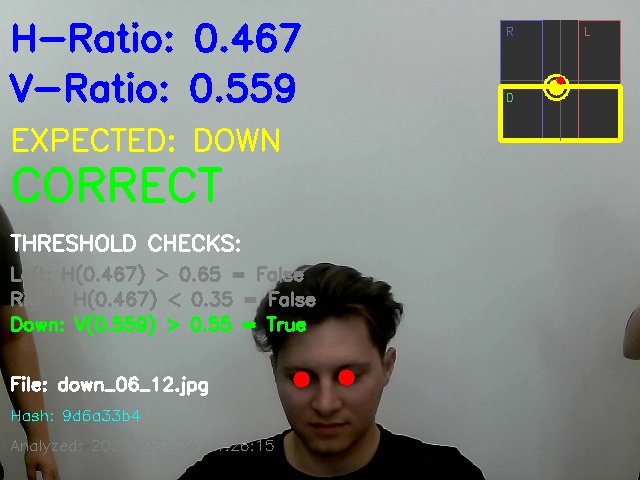 H-Ratio: 0.467
V-Ratio: 0.559
EXPECTED: DOWN
CORRECT
THRESHOLD CHECKS:
Left: H(0.467) > 0.65 = False
H(0.467) < 0.35 = False
Down: V(0.559) > 0.55 = True
File: down_06_12.jpg
Hash: 9d6a33b4
Analyzed:
R
L
D